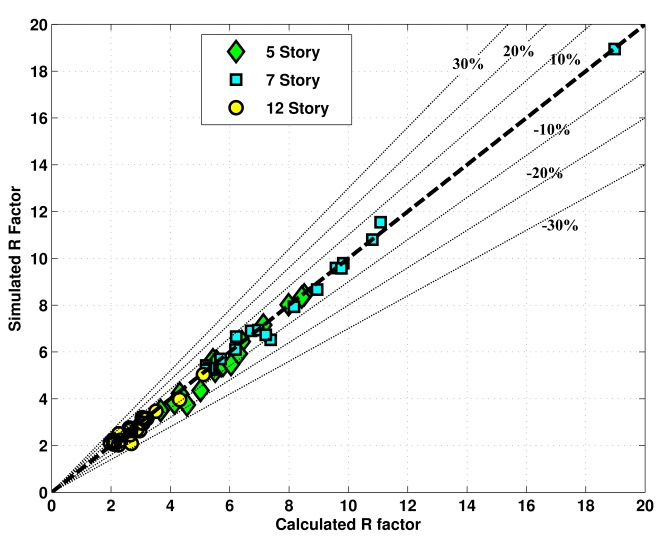 20
18
16
14
12
10
8
6
4
2
0
Simulated R Factor
5 Story
7 Story
12 Story
30%
20%
10%
-10%
-20%
-30%
0 2 4 6 8 10 12 14 16 18 20
Calculated R factor